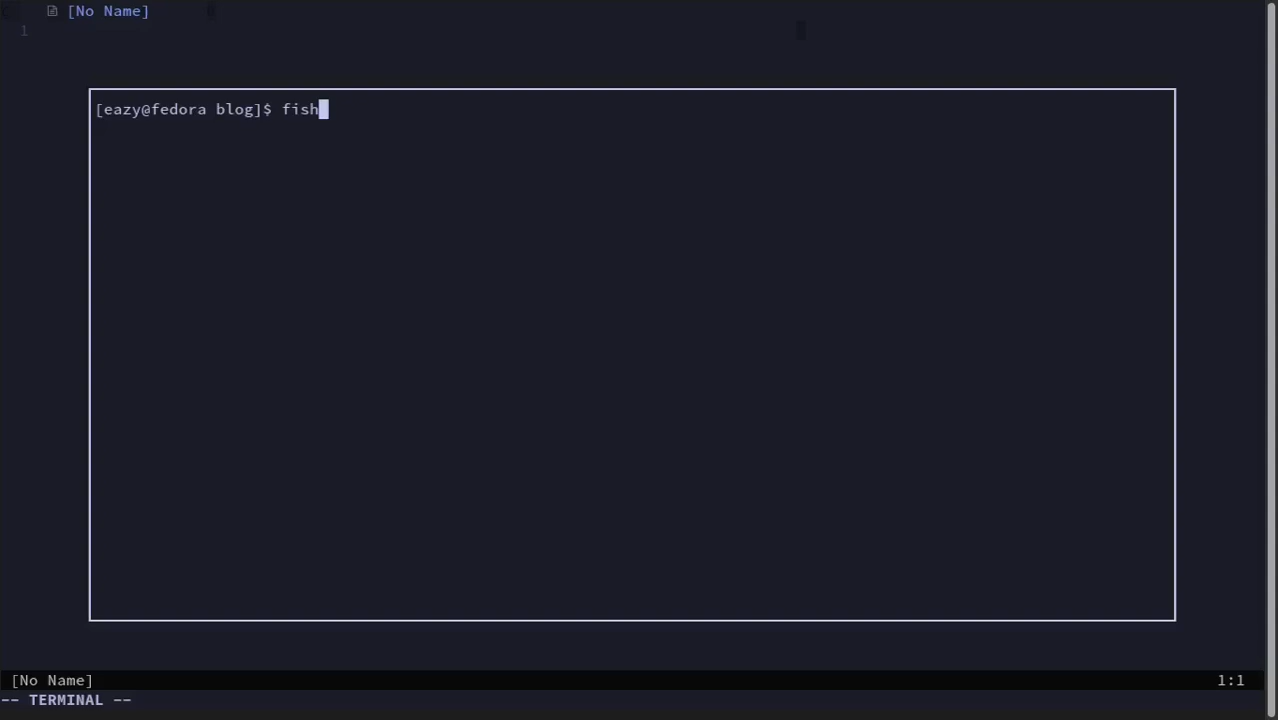 [No Name]
1
[eazy@fedora blog]$ fish
[No Name] 1:1
-- TERMINAL --